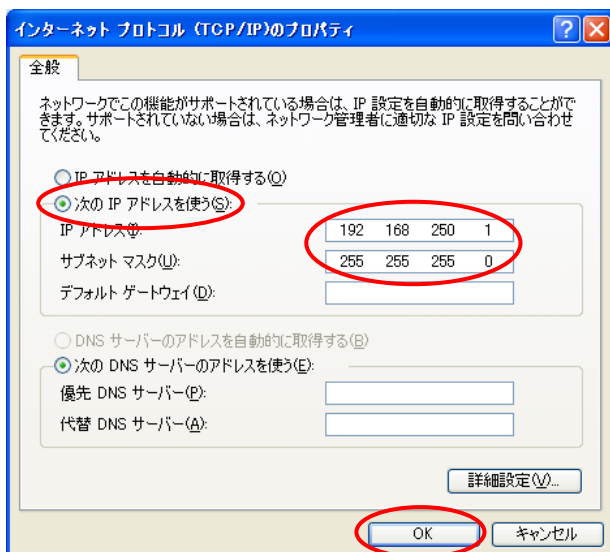 インターネット プロトコル (TCP/IP)のプロパティ
全般
ネットワークでこの機能がサポートされている場合は、IP 設定を自動的に取得することがで
きます。サポートされていない場合は、ネットワーク管理者に適切な IP 設定を問い合わせ
てください。
IP アドレスを自動的に取得する(O)
次の IP アドレスを使う(S):
IP アドレス(I):
192 168 250 1
サブネット マスク(U):
255 255 255 0
デフォルト ゲートウェイ(D):
DNS サーバーのアドレスを自動的に取得する(B)
次の DNS サーバーのアドレスを使う(E):
優先 DNS サーバー(P):
代替 DNS サーバー(A):
詳細設定(V)...
OK
キャンセル